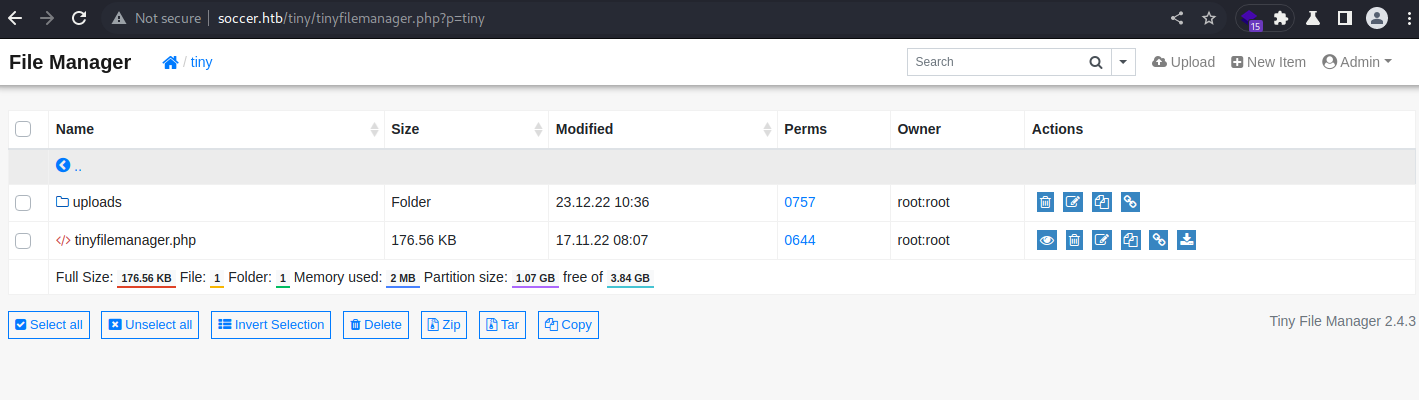 Not secure soccer.htb/tiny/tinyfilemanager.php?p=tiny
15
File Manager / tiny Search Upload New Item Admin
Name Size Modified Perms Owner Actions
..
uploads Folder 23.12.22 10:36 0757 root:root
tinyfilemanager.php 176.56 KB 17.11.22 08:07 0644 root:root
Full Size: 176.56 KB File: 1 Folder: 1 Memory used: 2 MB Partition size: 1.07 GB free of 3.84 GB
Select all Unselect all Invert Selection Delete Zip Tar Copy Tiny File Manager 2.4.3